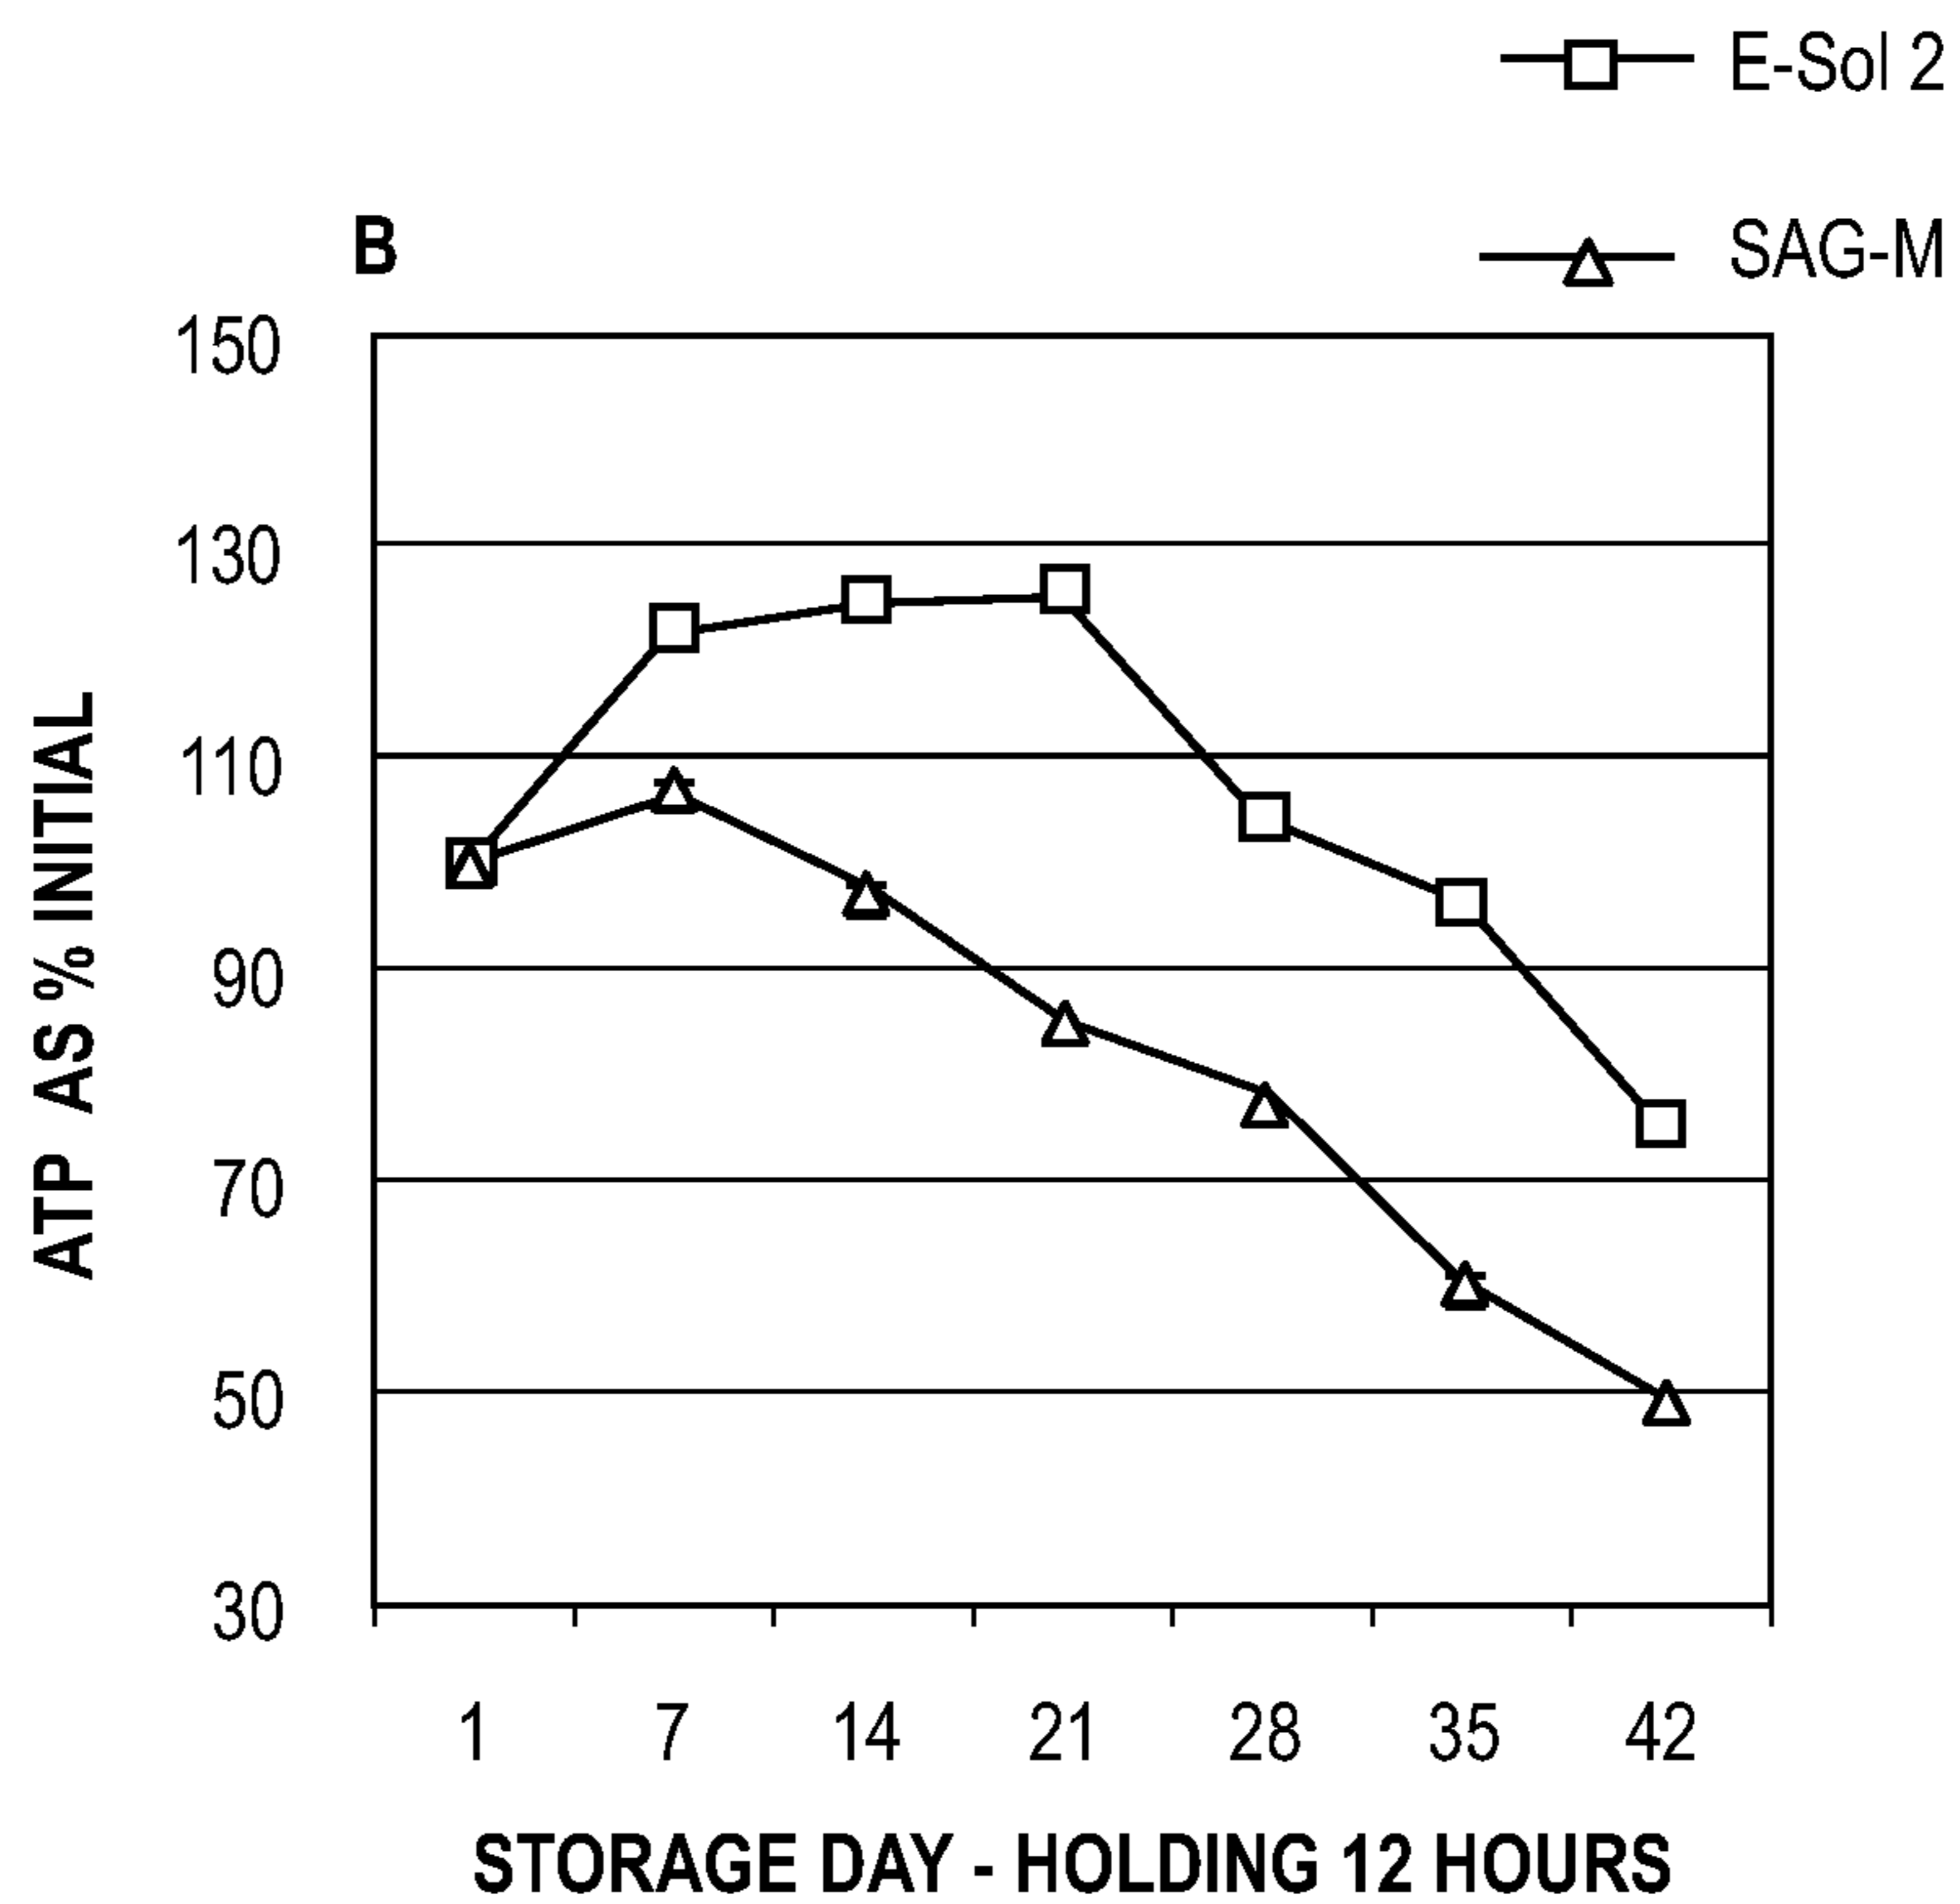 E-Sol 2
SAG-M
B
150
130
110
90
70
50
30
ATP AS % INITIAL
1 7 14 21 28 35 42
STORAGE DAY - HOLDING 12 HOURS